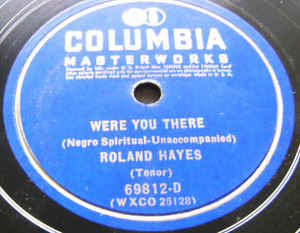 COLUMBIA
MASTERWORKS
WERE YOU THERE
(Negro Spiritual-Unaccompanied)
ROLAND HAYES
(Tenor)
69812-D
(WXCO 25128)